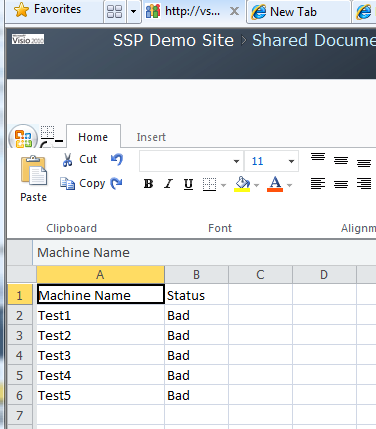 Favorites
http://vs...
New Tab
Visio 2010
SSP Demo Site
Shared Docume
Home
Insert
Paste
Cut
Copy
11
B I U
A
Clipboard
Font
Alignm
Machine Name
A B C D
1 Machine Name Status
2 Test1 Bad
3 Test2 Bad
4 Test3 Bad
5 Test4 Bad
6 Test5 Bad
7